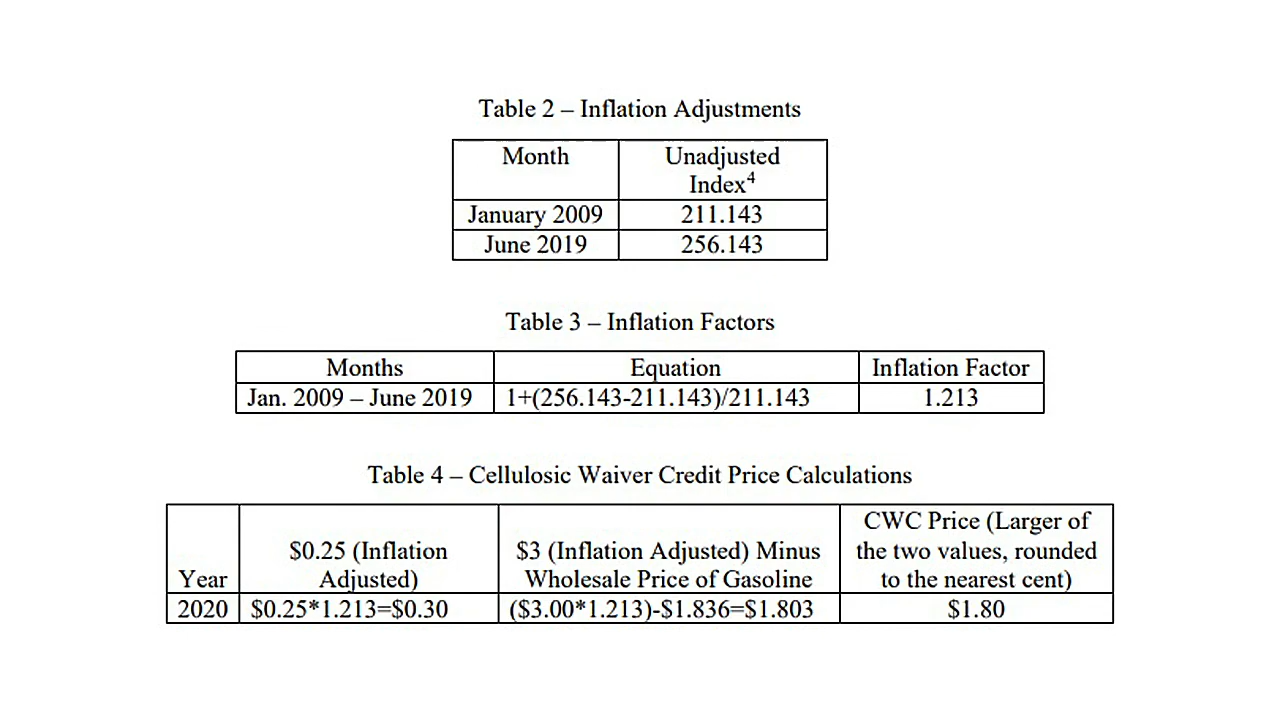 Table 2 – Inflation Adjustments
Month
Unadjusted
Index⁴
January 2009 211.143
June 2019 256.143
Table 3 – Inflation Factors
Months Equation Inflation Factor
Jan. 2009 – June 2019 1+(256.143-211.143)/211.143 1.213
Table 4 – Cellulosic Waiver Credit Price Calculations
Year
$0.25 (Inflation
Adjusted)
$3 (Inflation Adjusted) Minus
Wholesale Price of Gasoline
CWC Price (Larger of
the two values, rounded
to the nearest cent)
2020 $0.25*1.213=$0.30 ($3.00*1.213)-$1.836=$1.803 $1.80